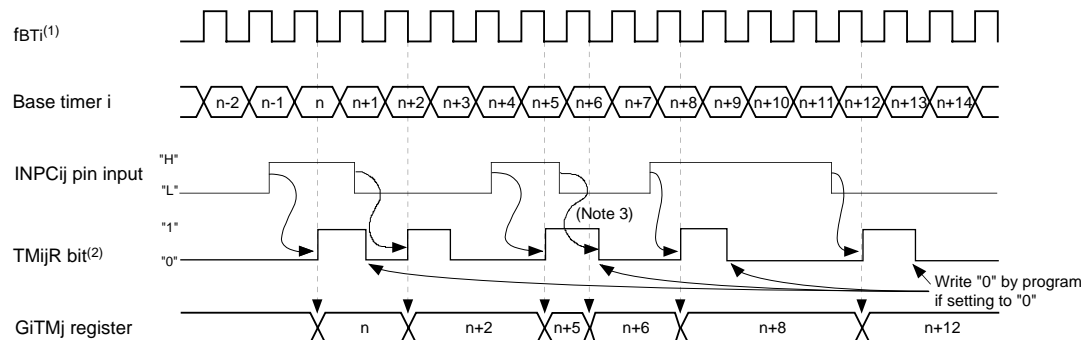 fBTi(1)
Base timer i
n-2 n-1 n n+1 n+2 n+3 n+4 n+5 n+6 n+7 n+8 n+9 n+10 n+11 n+12 n+13 n+14
INPCij pin input
"H"
"L"
(Note 3)
TMijR bit(2)
"1"
"0"
Write "0" by program
if setting to "0"
GiTMj register
n n+2 n+5 n+6 n+8 n+12